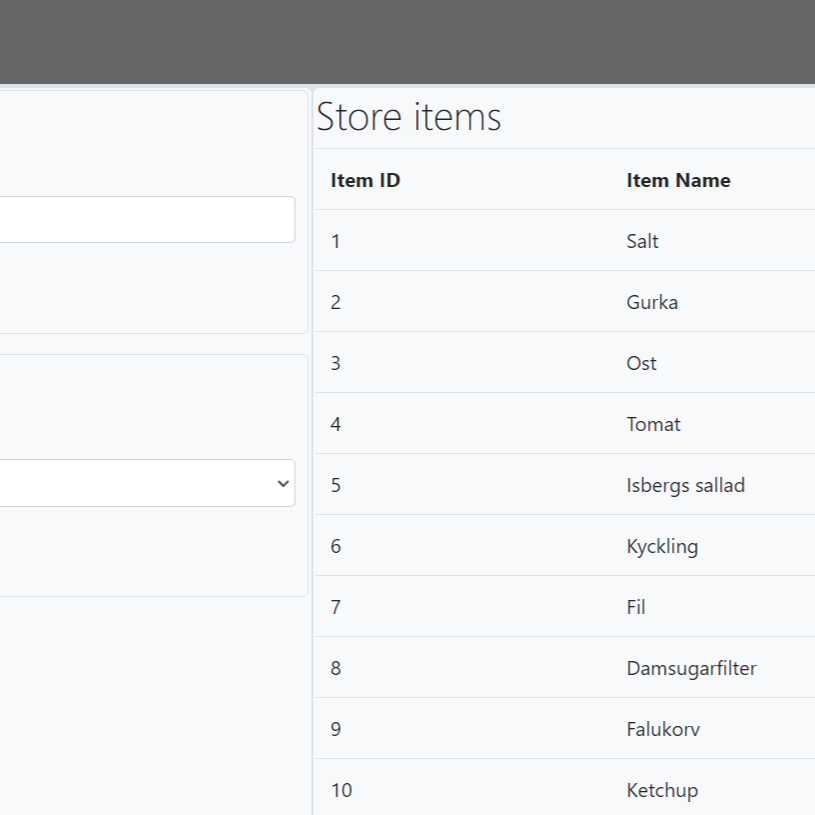 Store items
Item ID Item Name
1 Salt
2 Gurka
3 Ost
4 Tomat
5 Isbergs sallad
6 Kyckling
7 Fil
8 Damsugarfilter
9 Falukorv
10 Ketchup